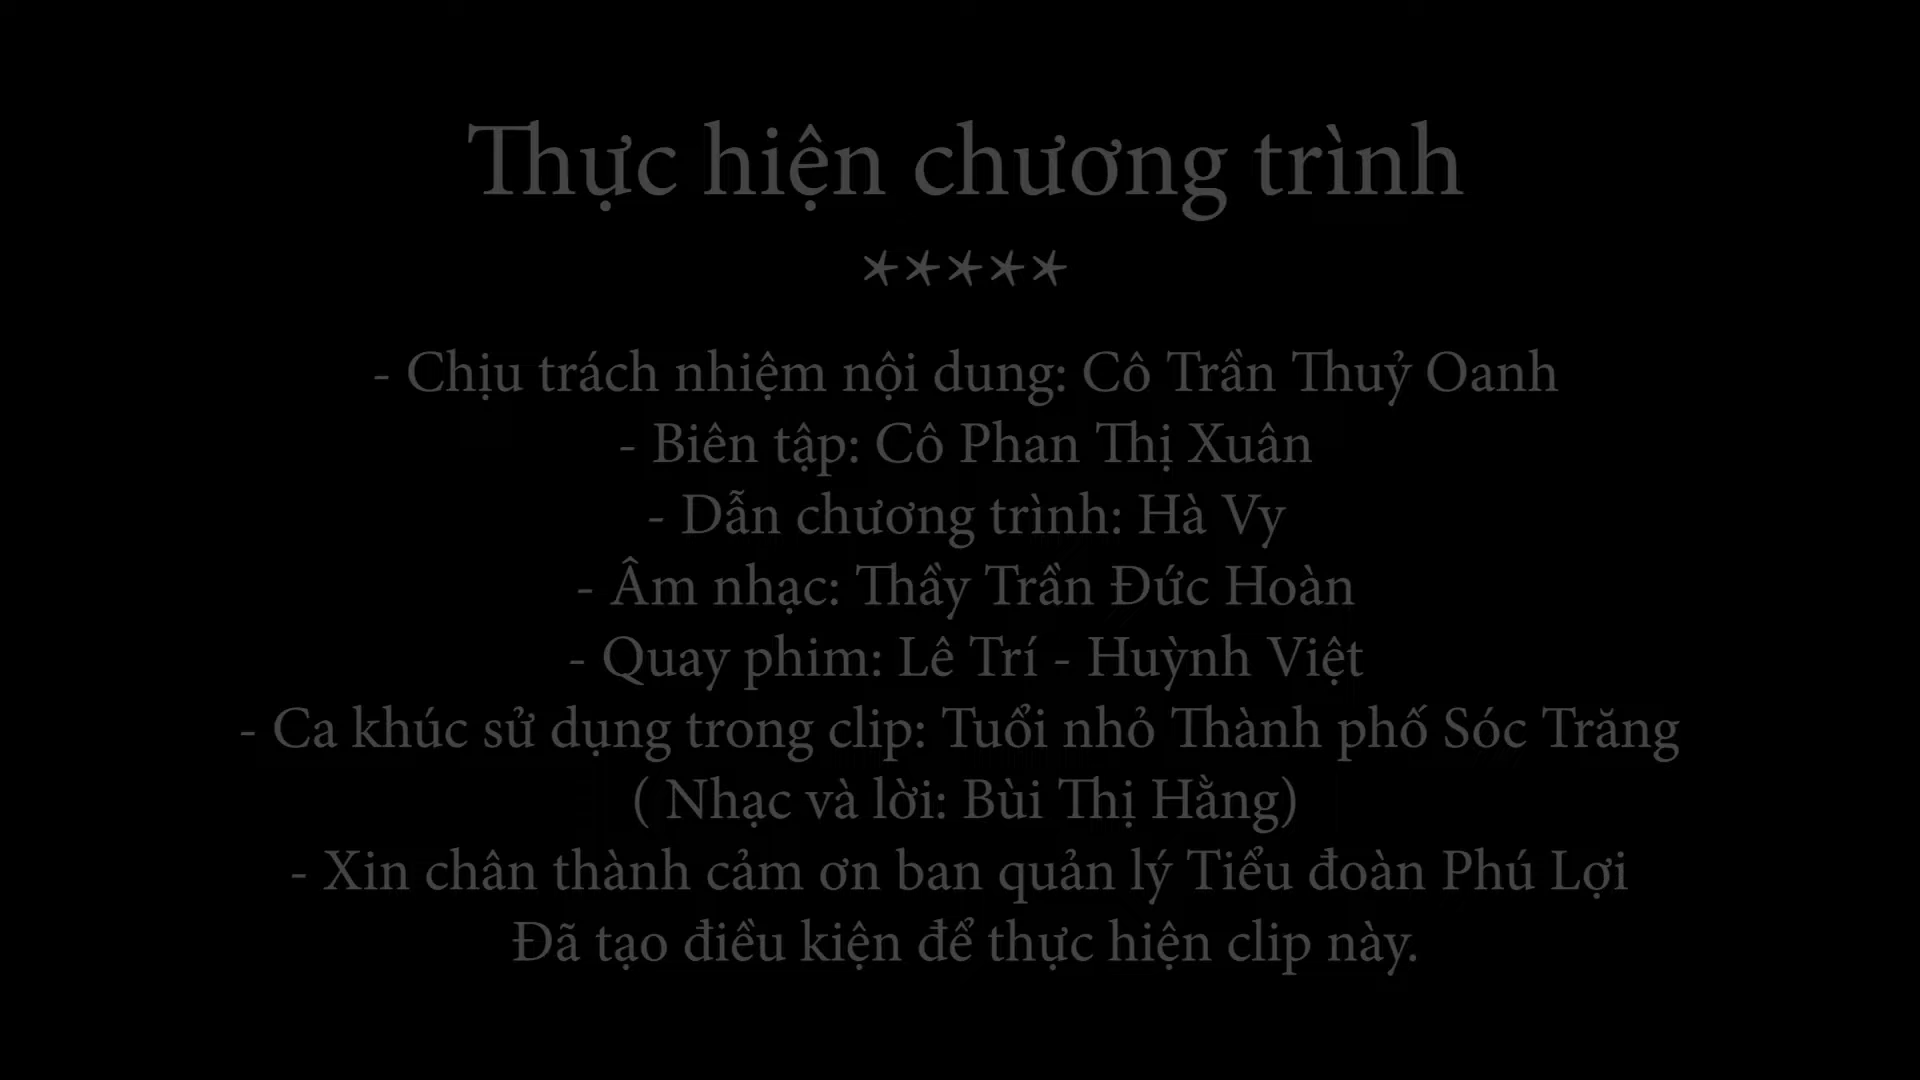 Thực hiện chương trình
*****
- Chịu trách nhiệm nội dung: Cô Trần Thuỷ Oanh
- Biên tập: Cô Phan Thị Xuân
- Dẫn chương trình: Hà Vy
- Âm nhạc: Thầy Trần Đức Hoàn
- Quay phim: Lê Trí - Huỳnh Việt
- Ca khúc sử dụng trong clip: Tuổi nhỏ Thành phố Sóc Trăng
( Nhạc và lời: Bùi Thị Hằng)
- Xin chân thành cảm ơn ban quản lý Tiểu đoàn Phú Lợi
Đã tạo điều kiện để thực hiện clip này.